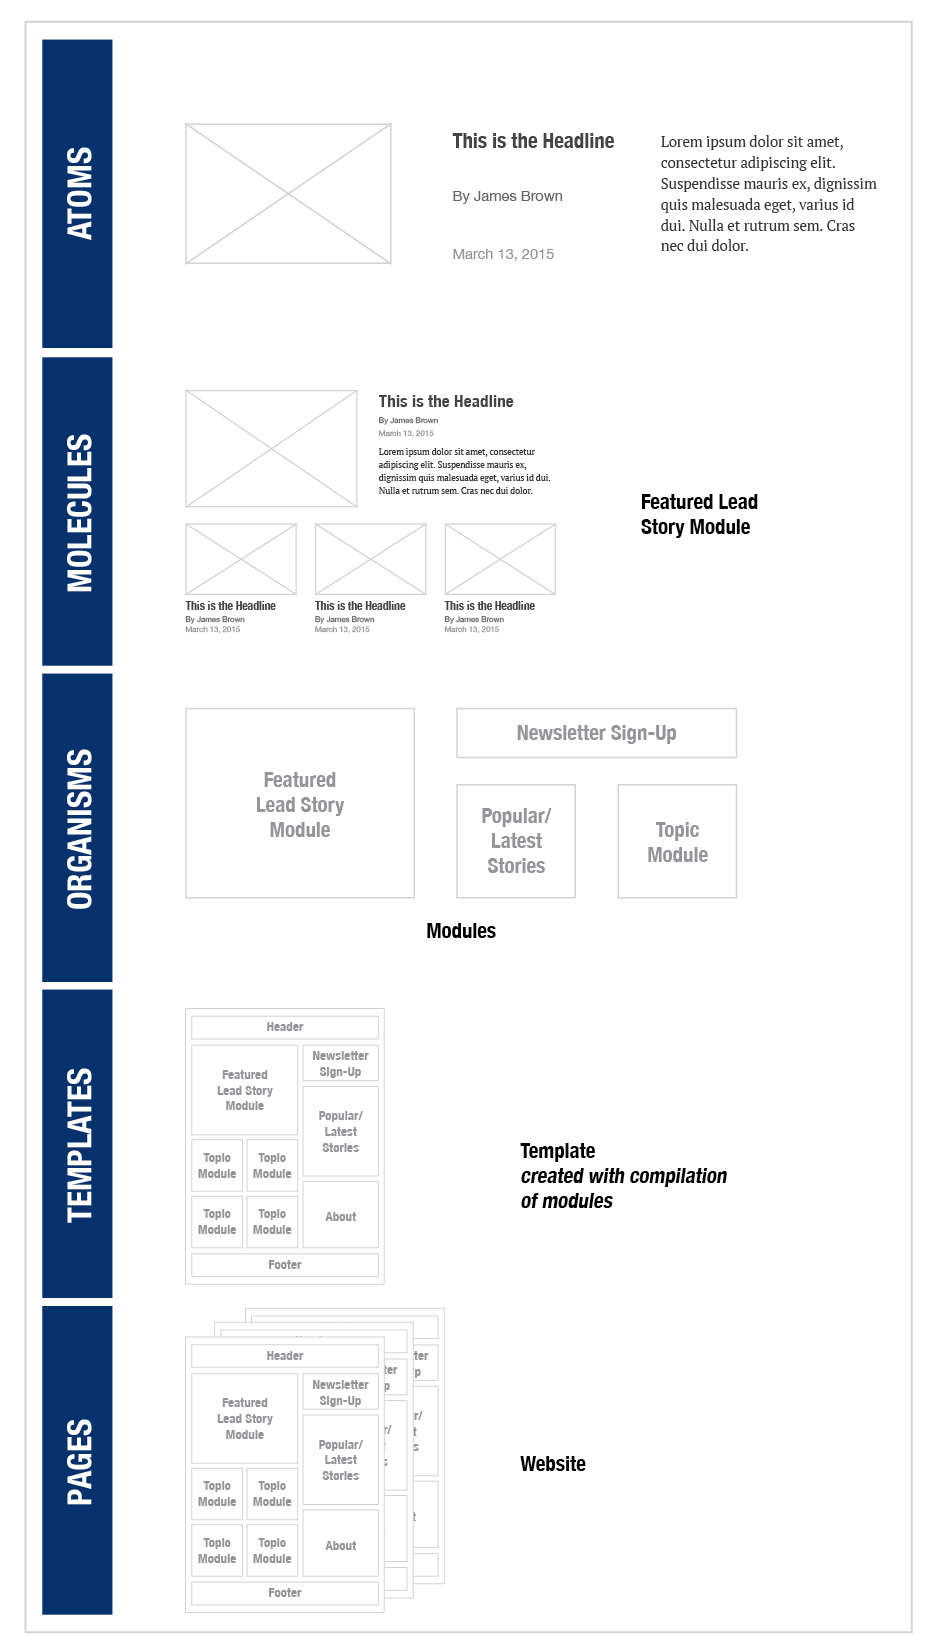 ATOMS
This is the Headline
By James Brown
March 13, 2015
Lorem ipsum dolor sit amet,
consectetur adipiscing elit.
Suspendisse mauris ex, dignissim
quis malesuada eget, varius id
dui. Nulla et rutrum sem. Cras
nec dui dolor.
MOLECULES
This is the Headline
By James Brown
March 13, 2015
Lorem ipsum dolor sit amet, consectetur
adipiscing elit. Suspendisse mauris ex,
dignissim quis malesuada eget, varius id dui.
Nulla et rutrum sem. Cras nec dui dolor.
This is the Headline
By James Brown
March 13, 2015
This is the Headline
By James Brown
March 13, 2015
This is the Headline
By James Brown
March 13, 2015
Featured Lead
Story Module
ORGANISMS
Featured
Lead Story
Module
Newsletter Sign-Up
Popular/
Latest
Stories
Topic
Module
Modules
TEMPLATES
Header
Featured
Lead Story
Module
Newsletter
Sign-Up
Popular/
Latest
Stories
Topic
Module
Topic
Module
Topic
Module
Topic
Module
About
Footer
Template
created with compilation
of modules
PAGES
Header
Featured
Lead Story
Module
Newsletter
Sign-Up
Popular/
Latest
Stories
Topic
Module
Topic
Module
Topic
Module
Topic
Module
About
Footer
Website